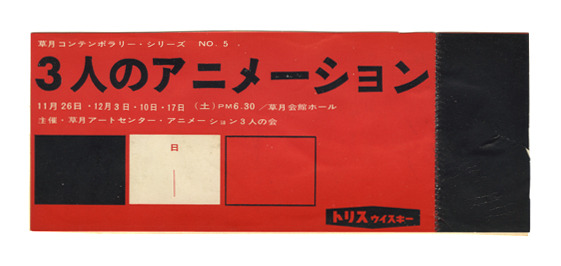 草月コンテンポラリー・シリーズ NO. 5
3人のアニメーション
11月26日・12月3日・10日・17日 (土) PM6.30／草月会館ホール
主催・草月アートセンター・アニメーション3人の会
日
トリスウイスキー